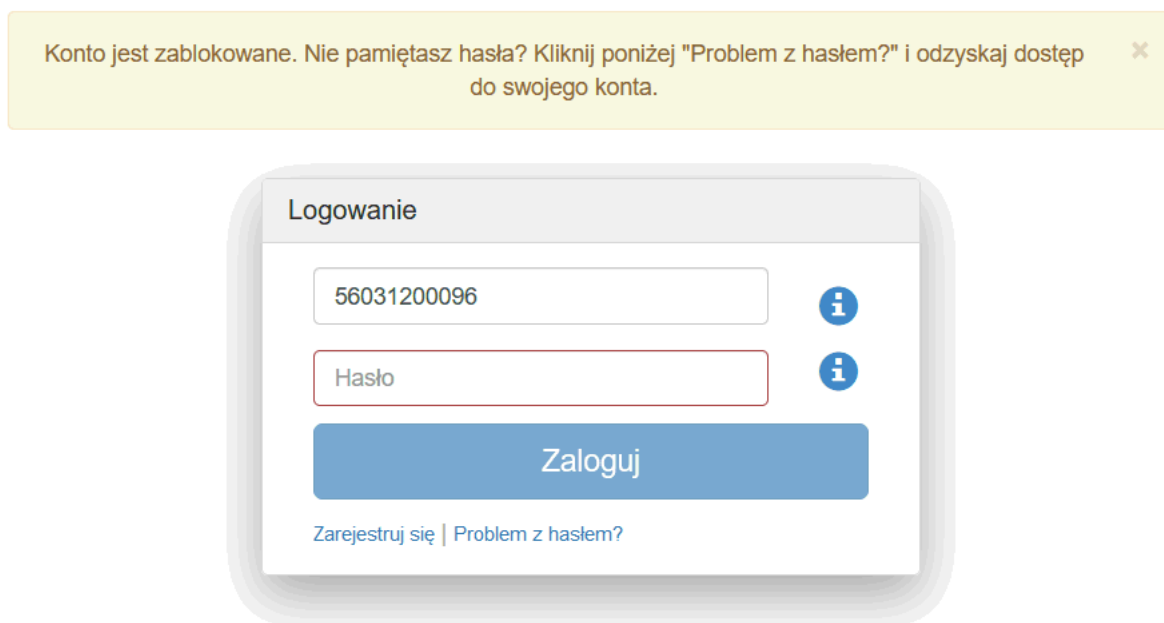 Konto jest zablokowane. Nie pamiętasz hasła? Kliknij poniżej "Problem z hasłem?" i odzyskaj dostęp
do swojego konta.
×
Logowanie
56031200096
Hasło
Zaloguj
Zarejestruj się | Problem z hasłem?